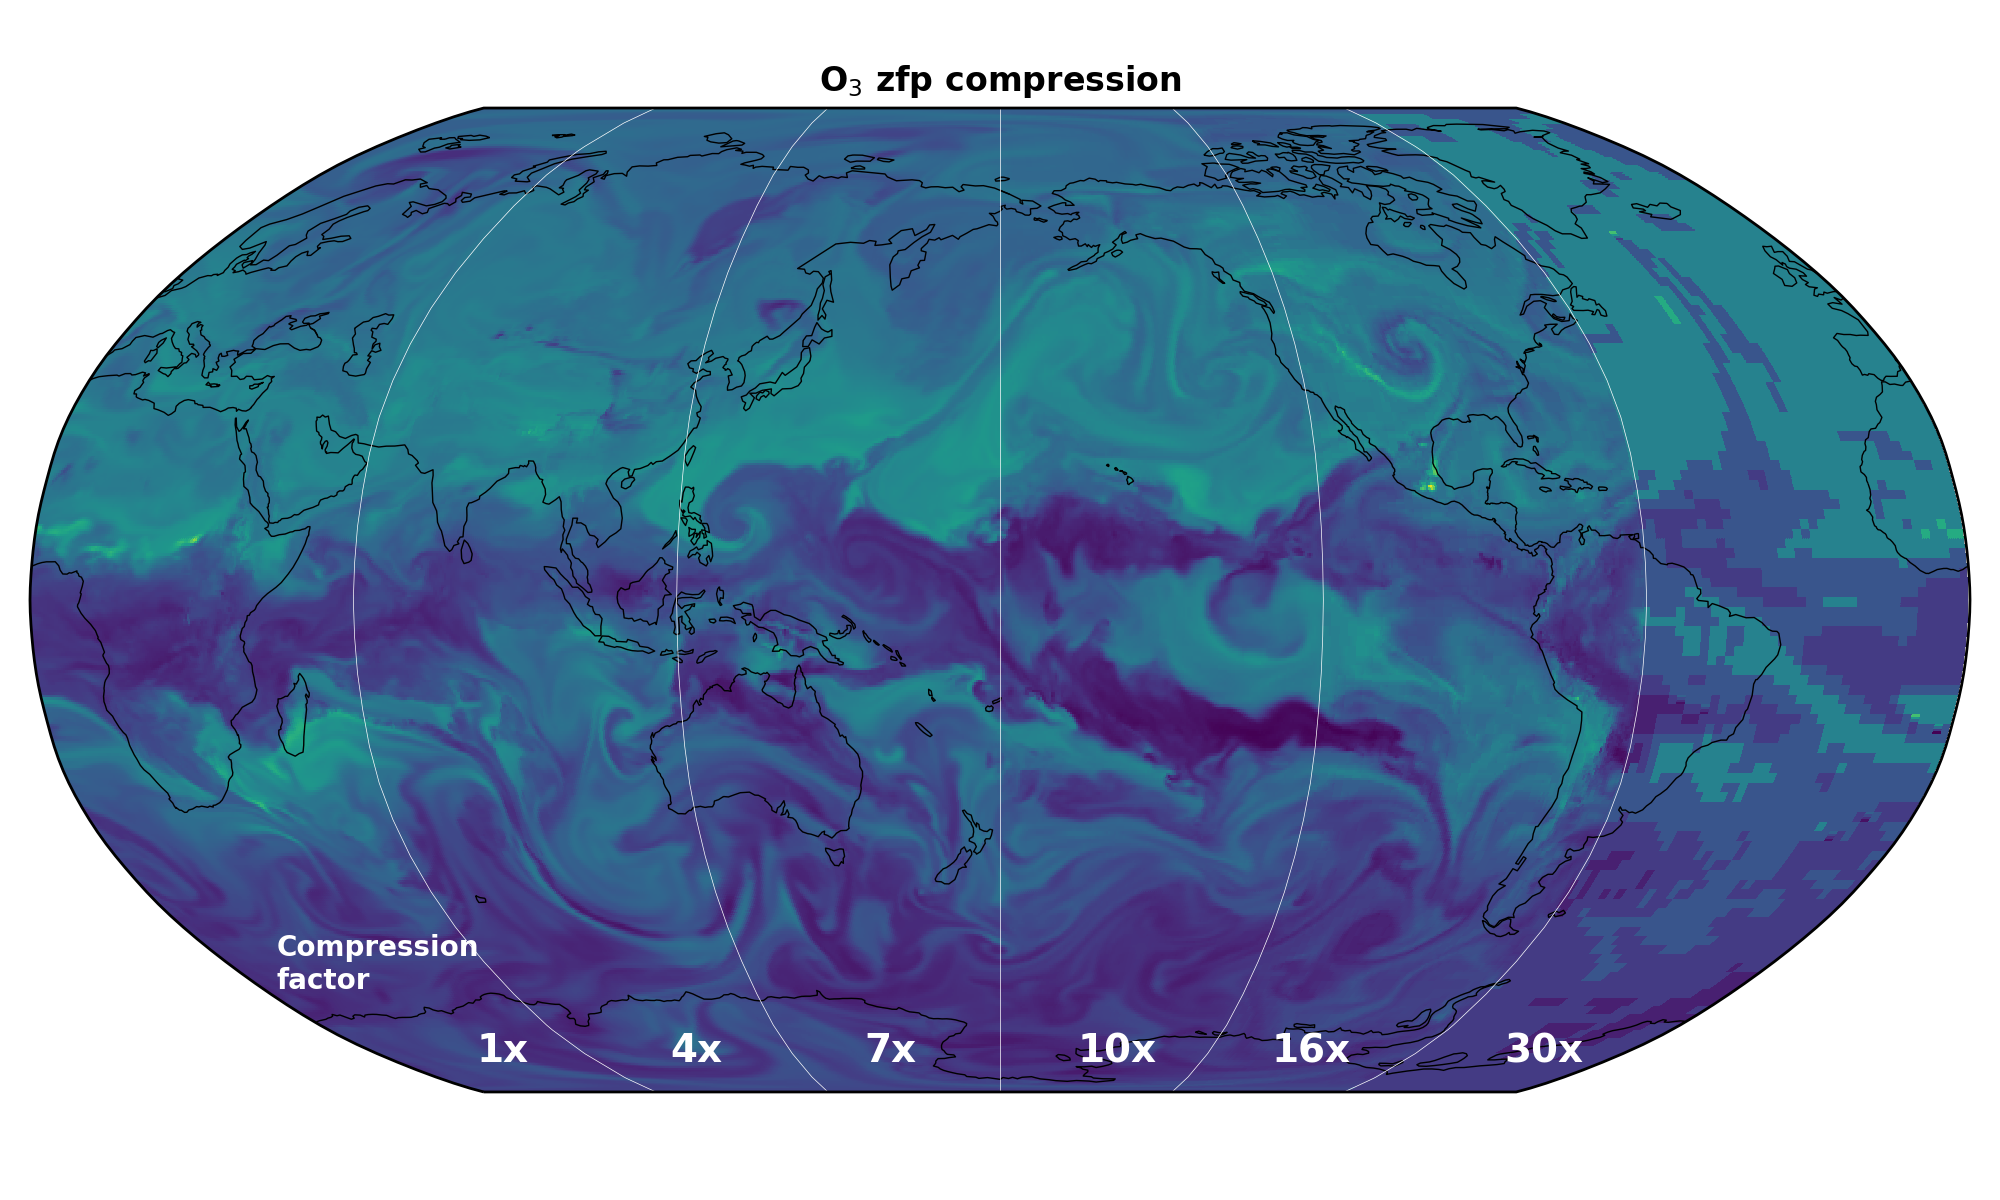 O₃ zfp compression
Compression
factor
1x 4x 7x 10x 16x 30x